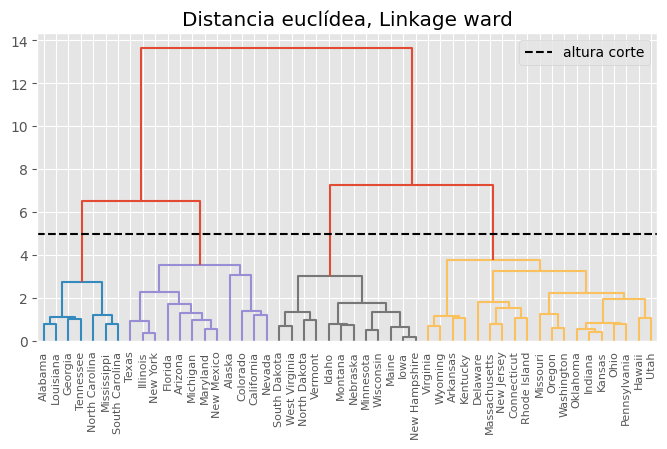 Distancia euclídea, Linkage ward
altura corte
14
12
10
8
6
4
2
0
Alabama
Louisiana
Georgia
Tennessee
North Carolina
Mississippi
South Carolina
Texas
Illinois
New York
Florida
Arizona
Michigan
Maryland
New Mexico
Alaska
Colorado
California
Nevada
South Dakota
West Virginia
North Dakota
Vermont
Idaho
Montana
Nebraska
Minnesota
Wisconsin
Maine
Iowa
New Hampshire
Virginia
Wyoming
Arkansas
Kentucky
Delaware
Massachusetts
New Jersey
Connecticut
Rhode Island
Missouri
Oregon
Washington
Oklahoma
Indiana
Kansas
Ohio
Pennsylvania
Hawaii
Utah